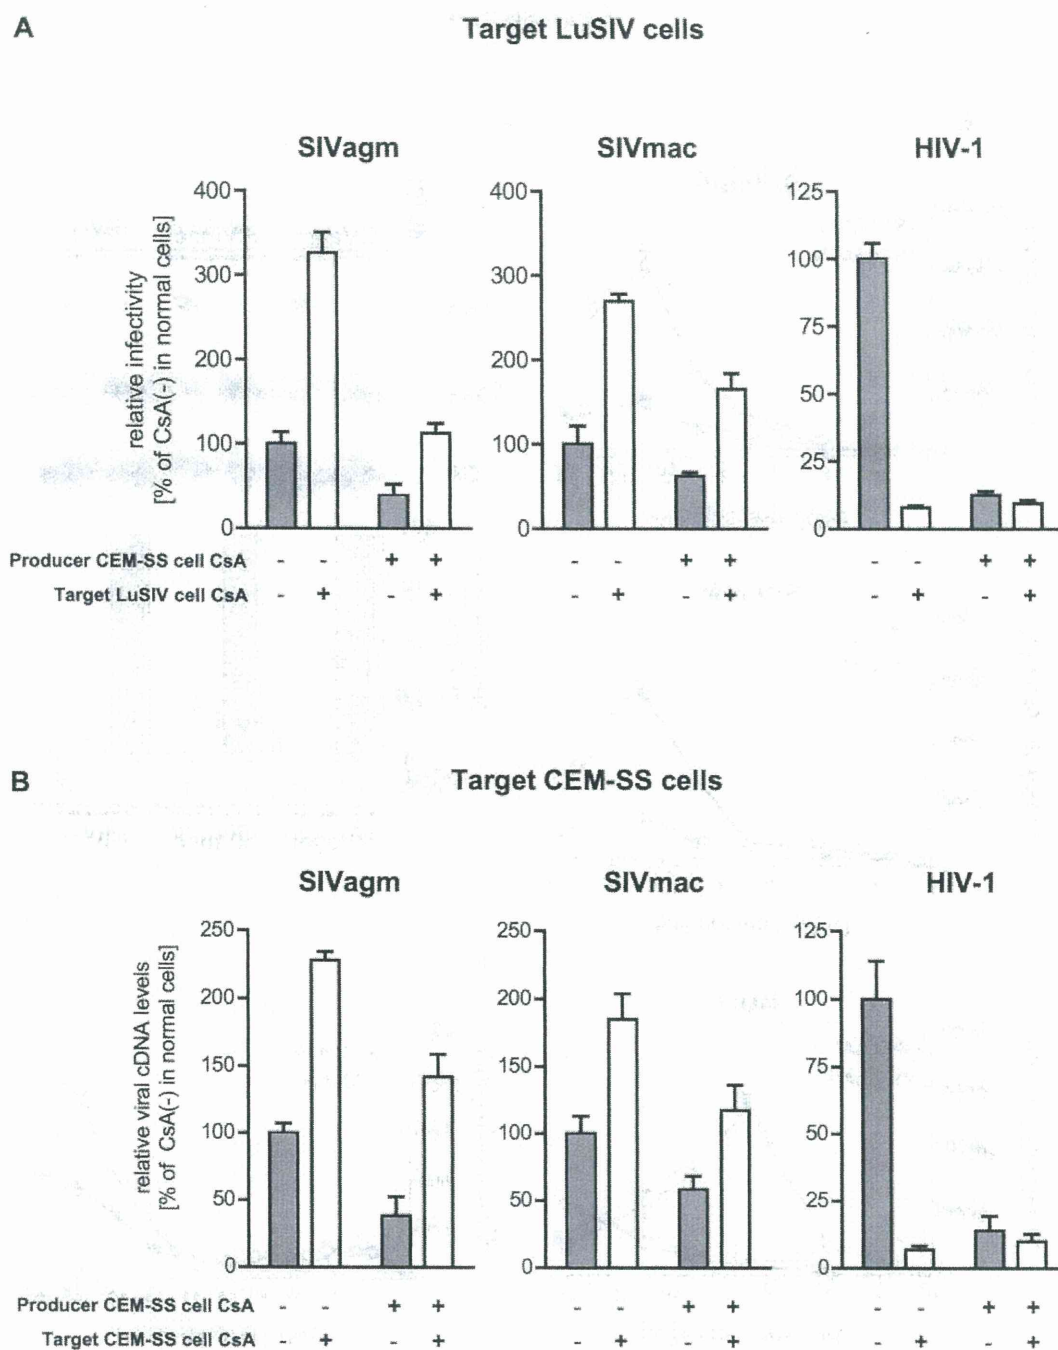 A
Target LuSIV cells
SIVagm
SIVmac
HIV-1
relative infectivity
[% of CsA(-) in normal cells]
400
300
200
100
0
400
300
200
100
0
125
100
75
50
25
0
Producer CEM-SS cell CsA - - + + - - + + - - + +
Target LuSIV cell CsA - + - + - + - + - + - +
B
Target CEM-SS cells
SIVagm
SIVmac
HIV-1
relative viral cDNA levels
[% of CsA(-) in normal cells]
250
200
150
100
50
0
250
200
150
100
50
0
125
100
75
50
25
0
Producer CEM-SS cell CsA - - + + - - + + - - + +
Target CEM-SS cell CsA - + - + - + - + - + - +